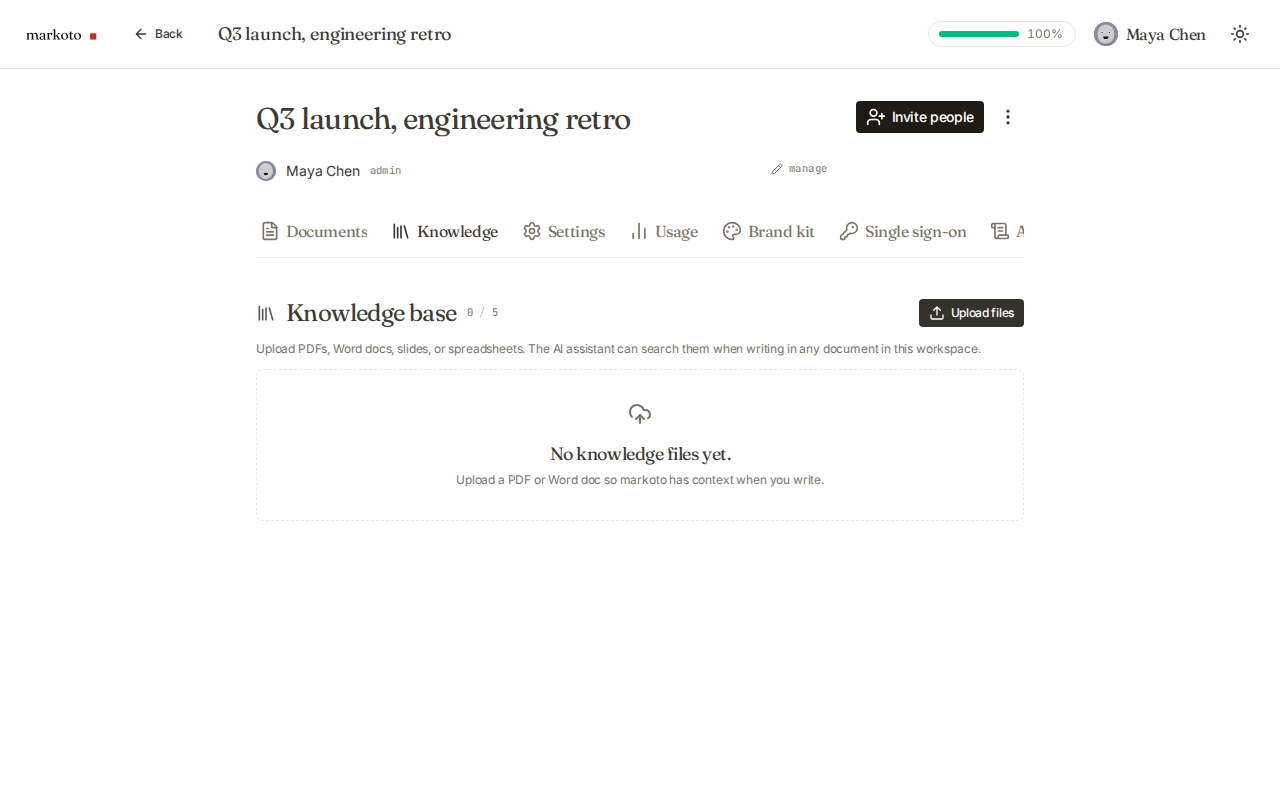 markoto
Back
Q3 launch, engineering retro
100%
Maya Chen
Q3 launch, engineering retro
Invite people
Maya Chen admin
manage
Documents
Knowledge
Settings
Usage
Brand kit
Single sign-on
Knowledge base 0 / 5
Upload files
Upload PDFs, Word docs, slides, or spreadsheets. The AI assistant can search them when writing in any document in this workspace.
No knowledge files yet.
Upload a PDF or Word doc so markoto has context when you write.